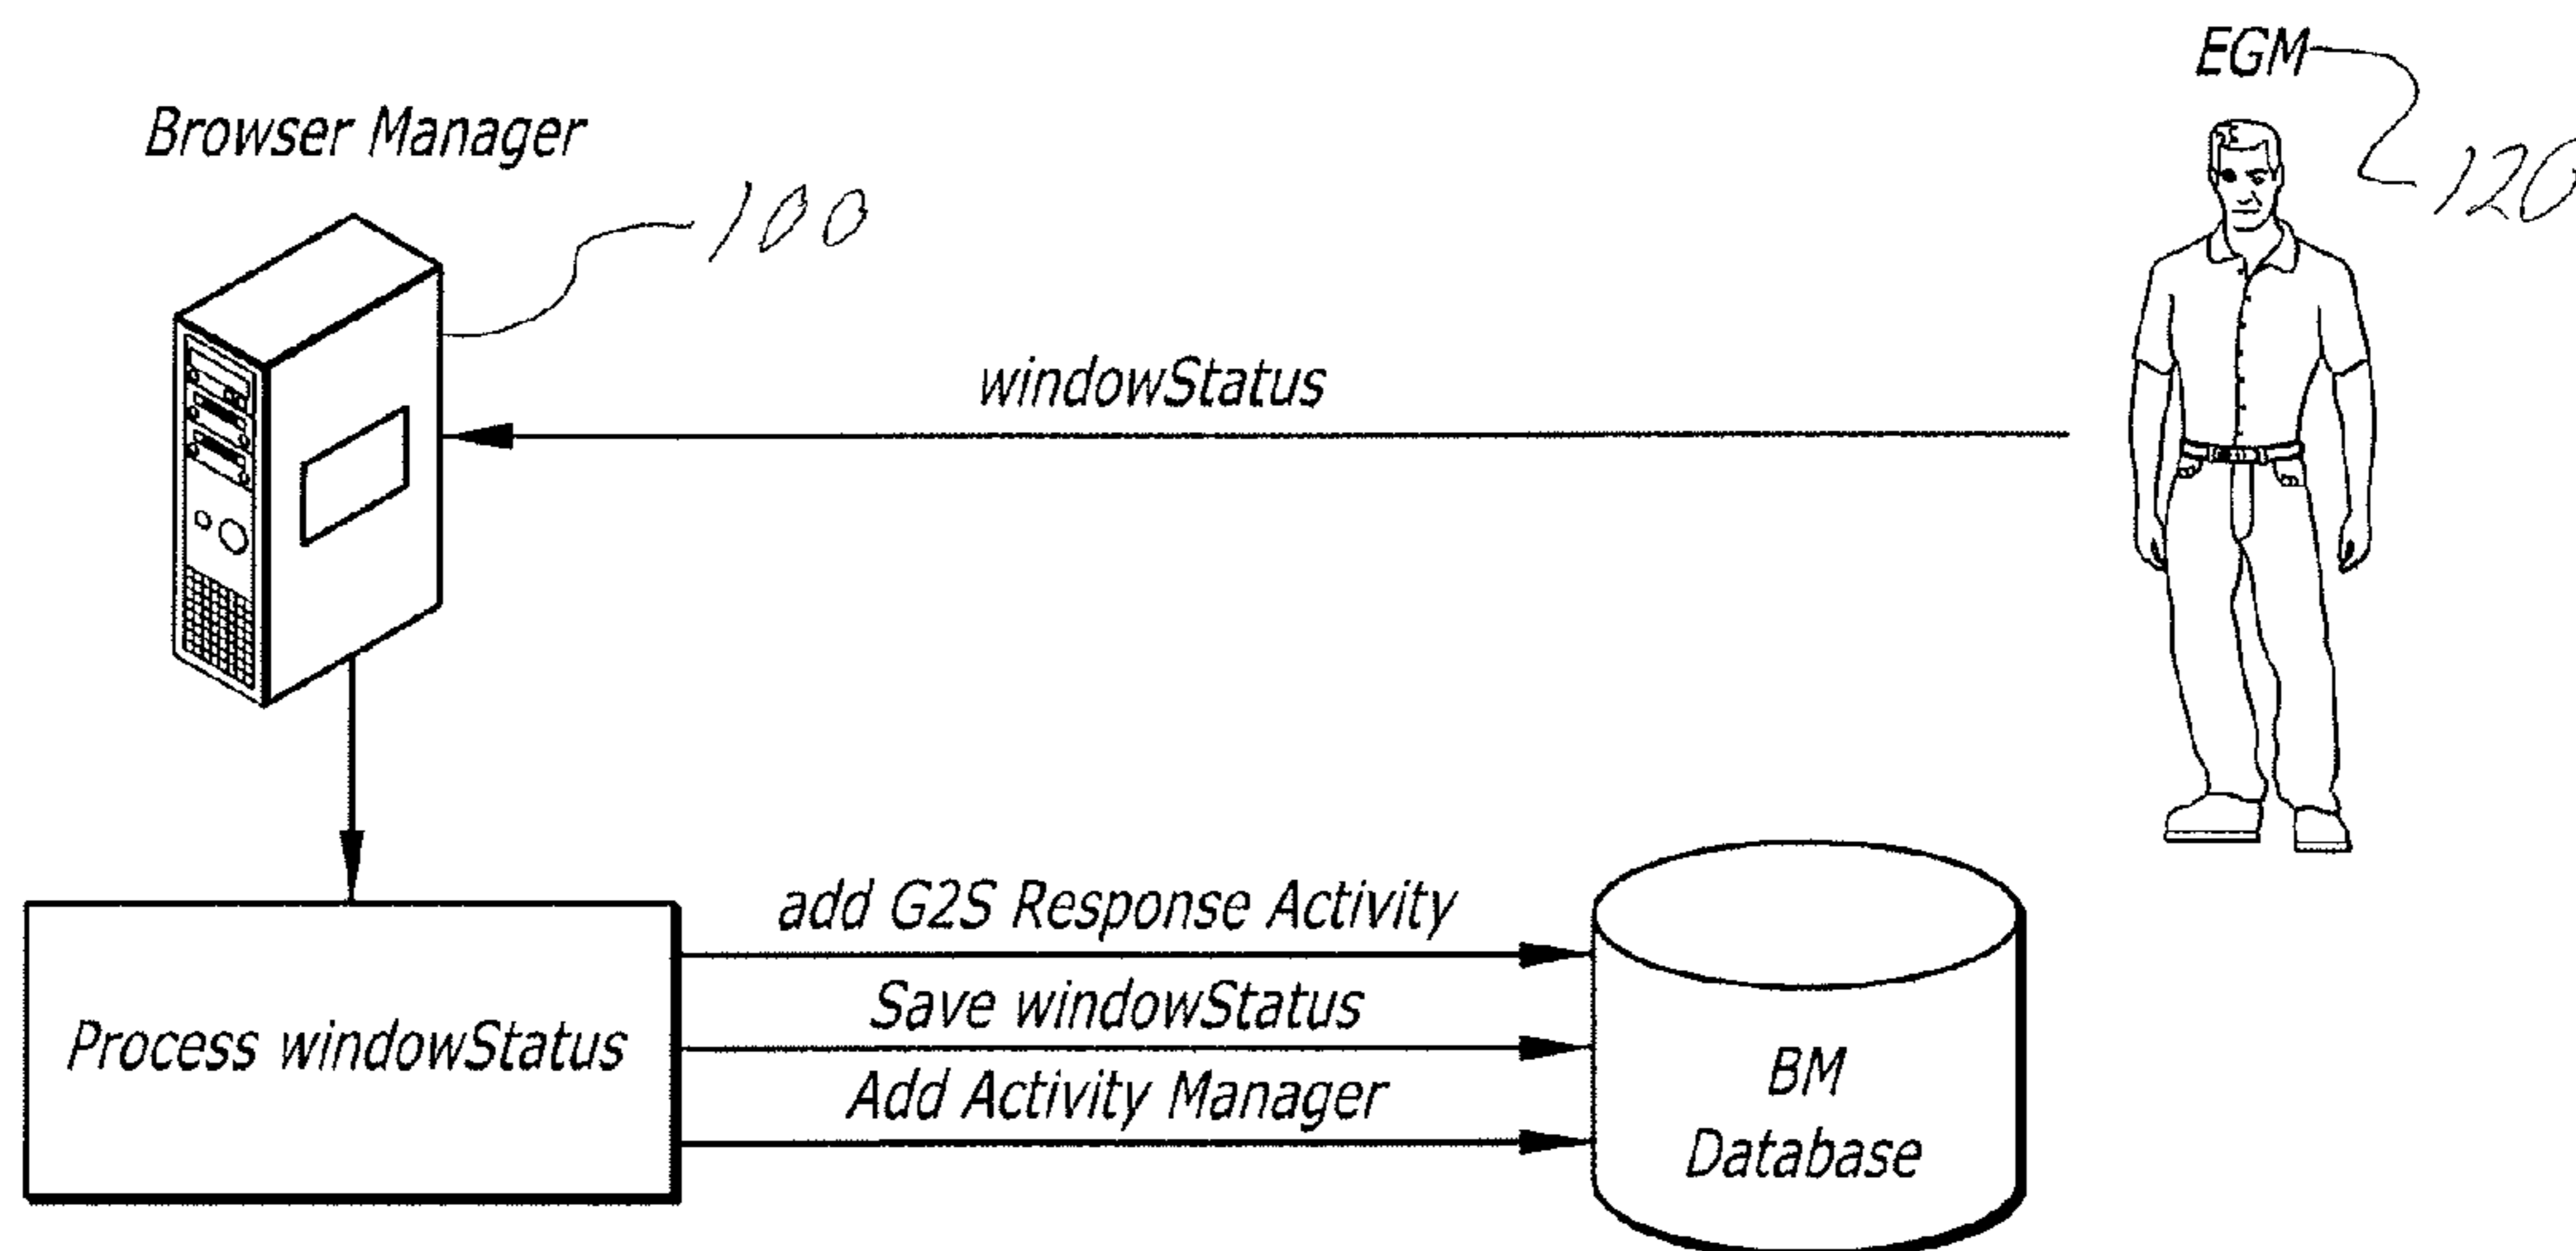 EGM
120
Browser Manager
100
windowStatus
add G2S Response Activity
Save windowStatus
Add Activity Manager
Process windowStatus
BM
Database